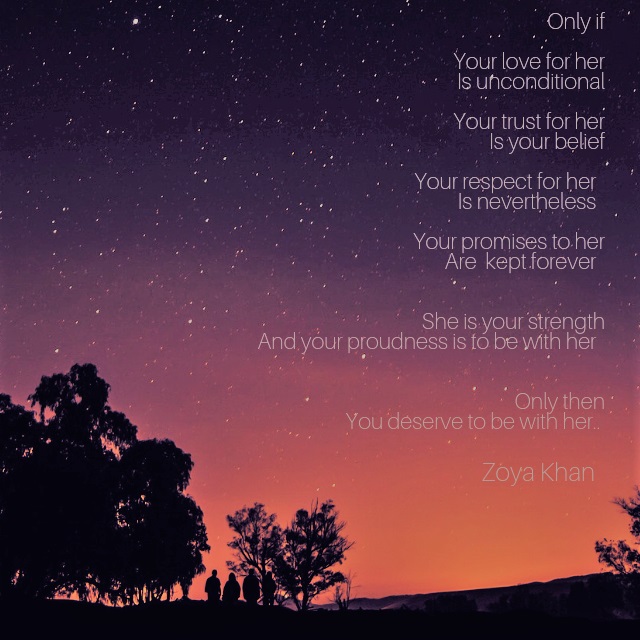 Only if
Your love for her
Is unconditional
Your trust for her
Is your belief
Your respect for her
Is nevertheless
Your promises to her
Are kept forever
She is your strength
And your proudness is to be with her
Only then
You deserve to be with her..
Zoya Khan